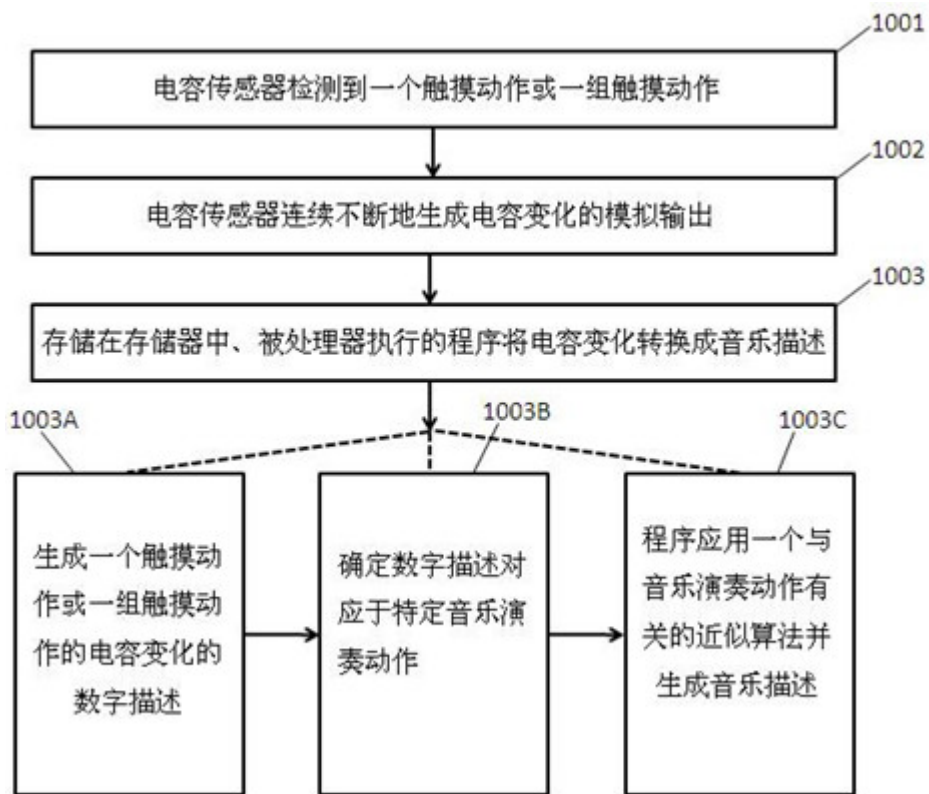 1001
电容传感器检测到一个触摸动作或一组触摸动作
1002
电容传感器连续不断地生成电容变化的模拟输出
1003
存储在存储器中、被处理器执行的程序将电容变化转换成音乐描述
1003A
生成一个触摸动
作或一组触摸动
作的电容变化的
数字描述
1003B
确定数字描述对
应于特定音乐演
奏动作
1003C
程序应用一个与
音乐演奏动作有
关的近似算法并
生成音乐描述